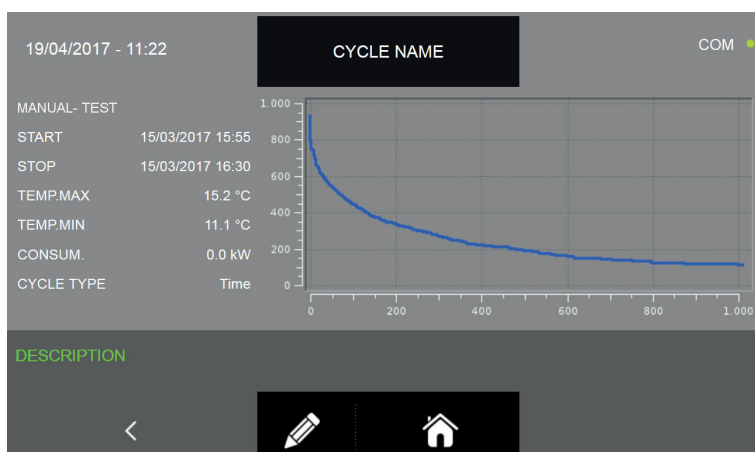 19/04/2017 - 11:22
CYCLE NAME
COM
MANUAL- TEST
START 15/03/2017 15:55
STOP 15/03/2017 16:30
TEMP.MAX 15.2 °C
TEMP.MIN 11.1 °C
CONSUM. 0.0 kW
CYCLE TYPE Time
1.000
800
600
400
200
0
0 200 400 600 800 1.000
DESCRIPTION